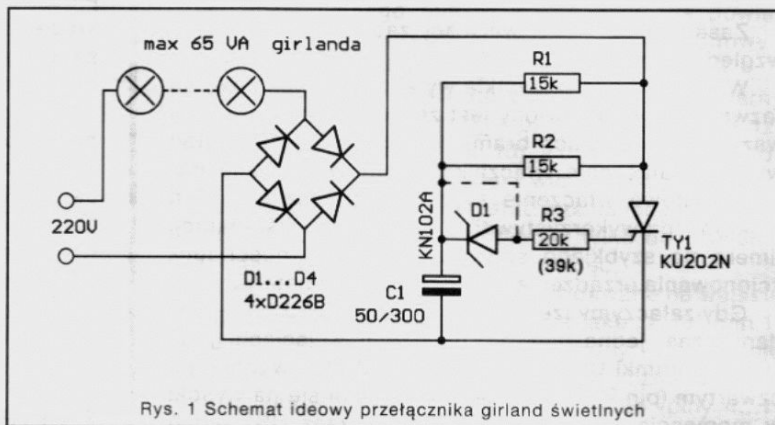 max 65 VA girlanda
220V
D1...D4
4xD226B
R1
15k
R2
15k
KN102A
D1
R3
20k
(39k)
C1
50/300
TY1
KU202N
Rys. 1 Schemat ideowy przełącznika girland świetlnych